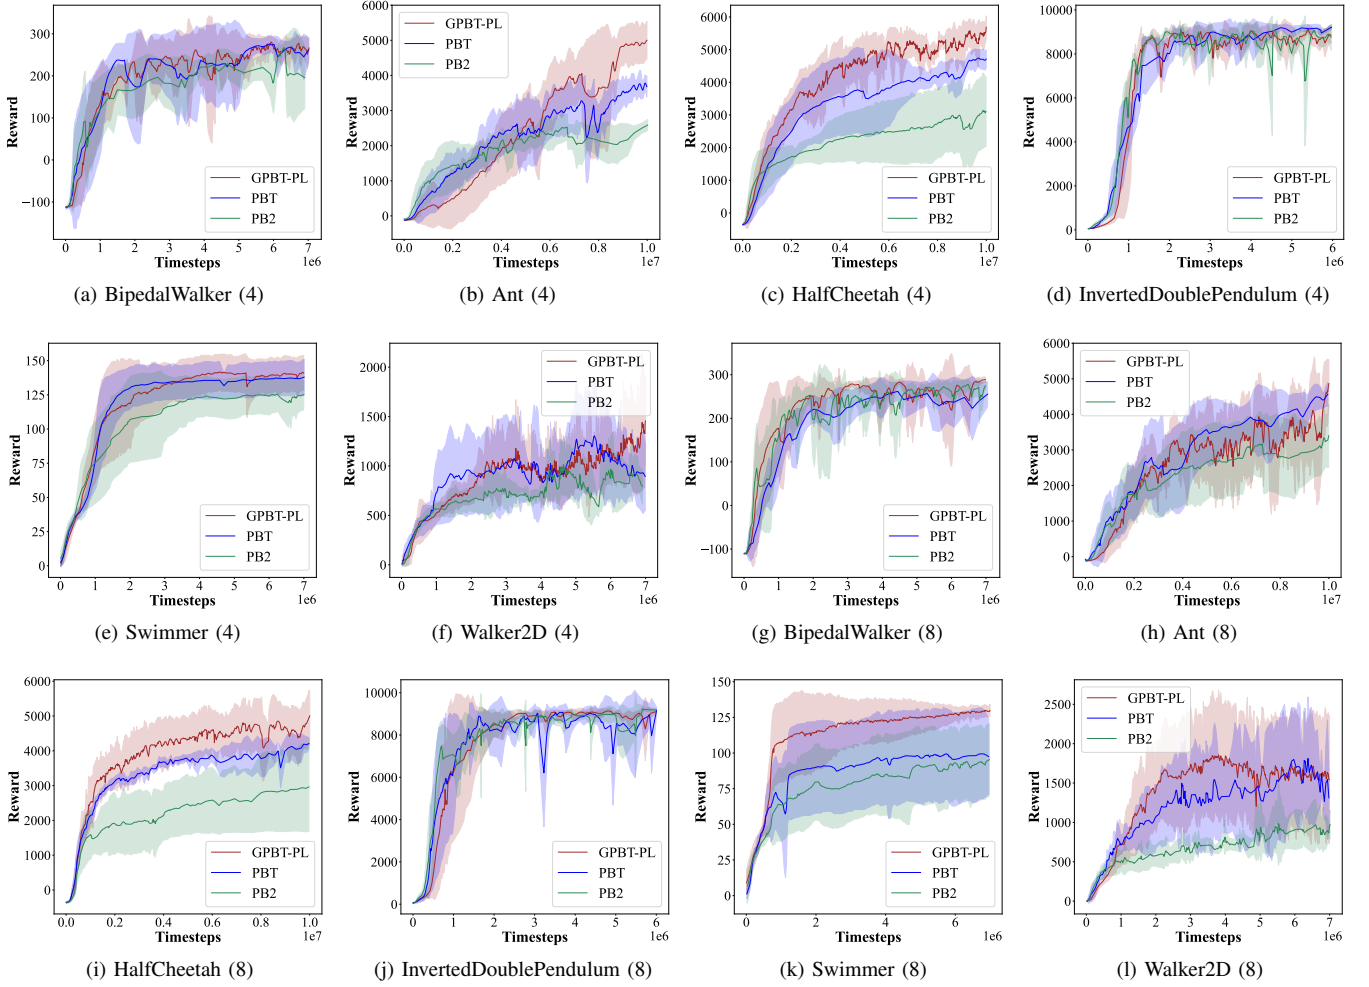 Reward
300
200
100
0
−100
GPBT-PL
PBT
PB2
0 1 2 3 4 5 6 7
Timesteps
1e6
(a) BipedalWalker (4)
Reward
6000
5000
4000
3000
2000
1000
0
GPBT-PL
PBT
PB2
0.0 0.2 0.4 0.6 0.8 1.0
Timesteps
1e7
(b) Ant (4)
Reward
6000
5000
4000
3000
2000
1000
0
GPBT-PL
PBT
PB2
0.0 0.2 0.4 0.6 0.8 1.0
Timesteps
1e7
(c) HalfCheetah (4)
Reward
10000
8000
6000
4000
2000
0
GPBT-PL
PBT
PB2
0 1 2 3 4 5 6
Timesteps
1e6
(d) InvertedDoublePendulum (4)
Reward
150
125
100
75
50
25
0
GPBT-PL
PBT
PB2
0 1 2 3 4 5 6 7
Timesteps
1e6
(e) Swimmer (4)
Reward
2000
1500
1000
500
0
GPBT-PL
PBT
PB2
0 1 2 3 4 5 6 7
Timesteps
1e6
(f) Walker2D (4)
Reward
300
200
100
0
−100
GPBT-PL
PBT
PB2
0 1 2 3 4 5 6 7
Timesteps
1e6
(g) BipedalWalker (8)
Reward
6000
5000
4000
3000
2000
1000
0
GPBT-PL
PBT
PB2
0.0 0.2 0.4 0.6 0.8 1.0
Timesteps
1e7
(h) Ant (8)
Reward
6000
5000
4000
3000
2000
1000
0
GPBT-PL
PBT
PB2
0.0 0.2 0.4 0.6 0.8 1.0
Timesteps
1e7
(i) HalfCheetah (8)
Reward
10000
8000
6000
4000
2000
0
GPBT-PL
PBT
PB2
0 1 2 3 4 5 6
Timesteps
1e6
(j) InvertedDoublePendulum (8)
Reward
150
125
100
75
50
25
0
GPBT-PL
PBT
PB2
0 2 4 6
Timesteps
1e6
(k) Swimmer (8)
Reward
2500
2000
1500
1000
500
0
GPBT-PL
PBT
PB2
0 1 2 3 4 5 6 7
Timesteps
1e6
(l) Walker2D (8)